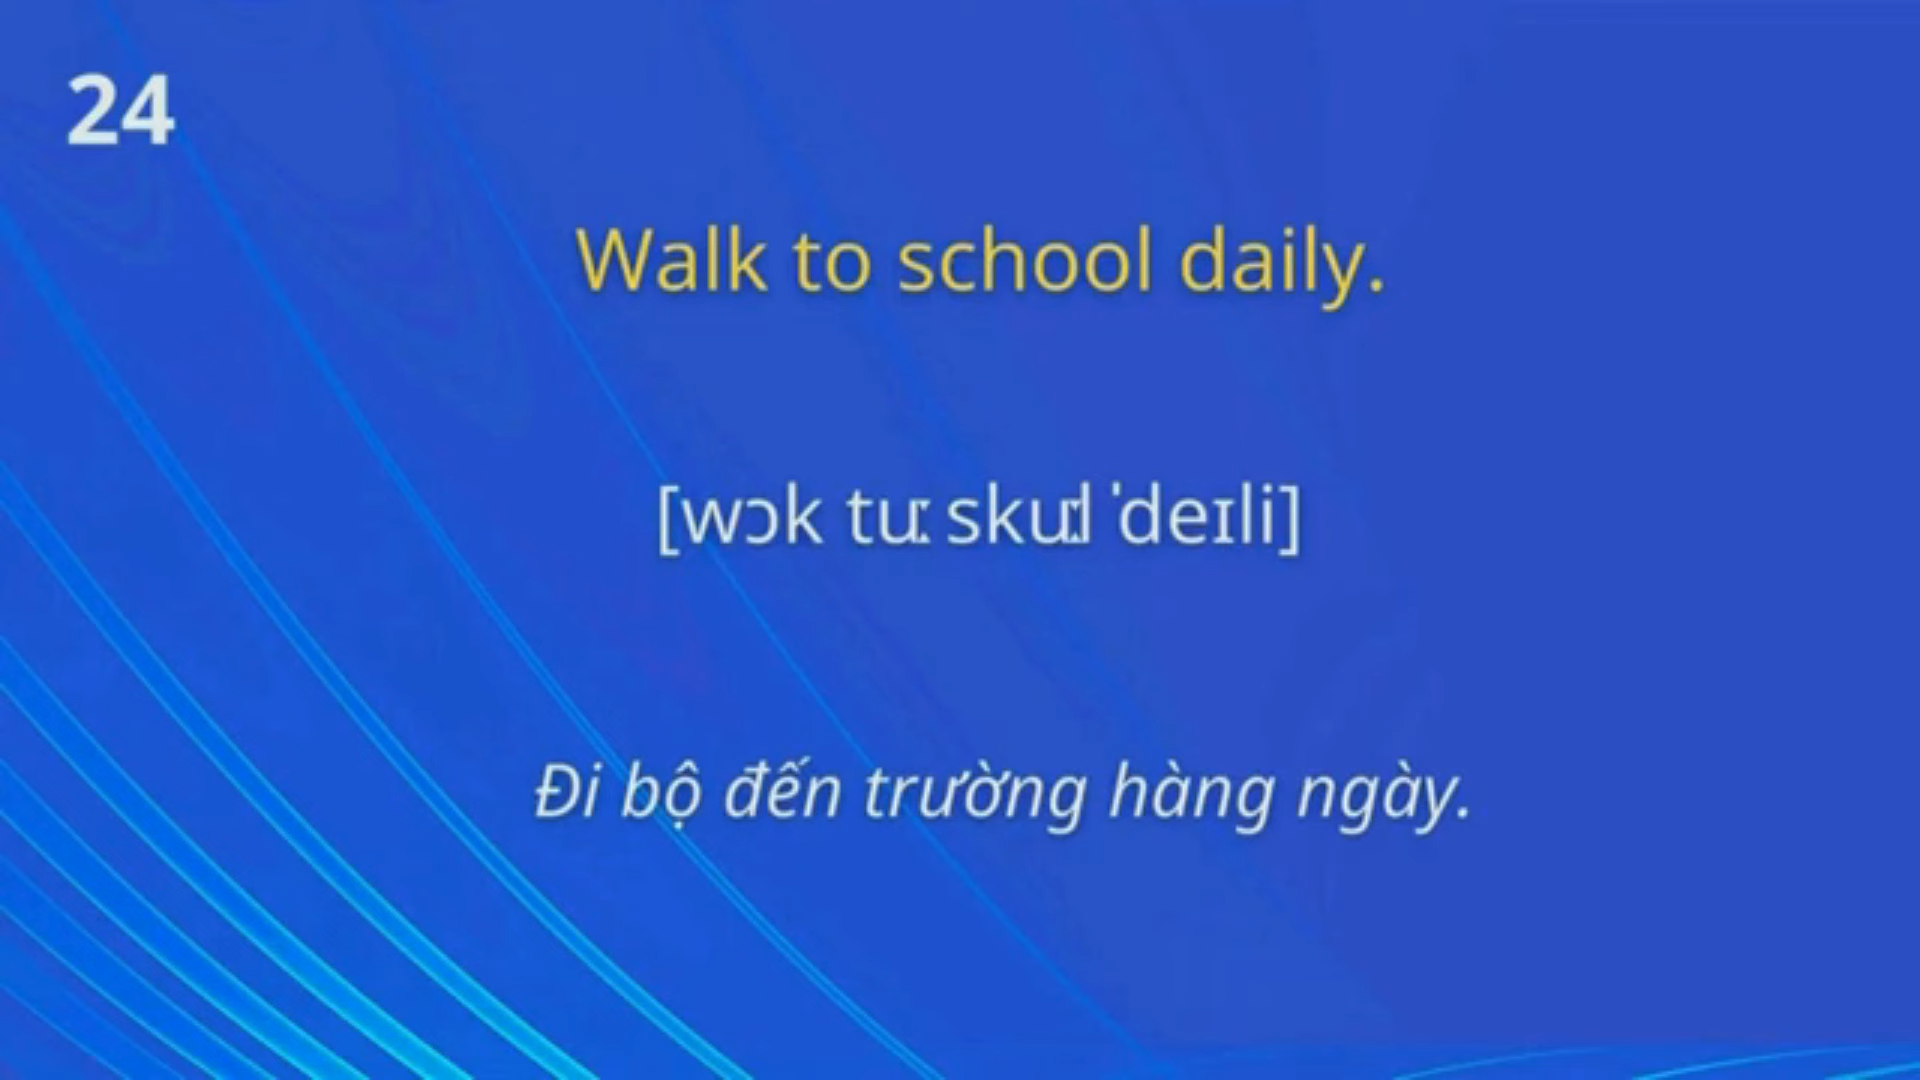 24
Walk to school daily.
[wɔk tuː skuːl ˈdeɪli]
Đi bộ đến trường hàng ngày.